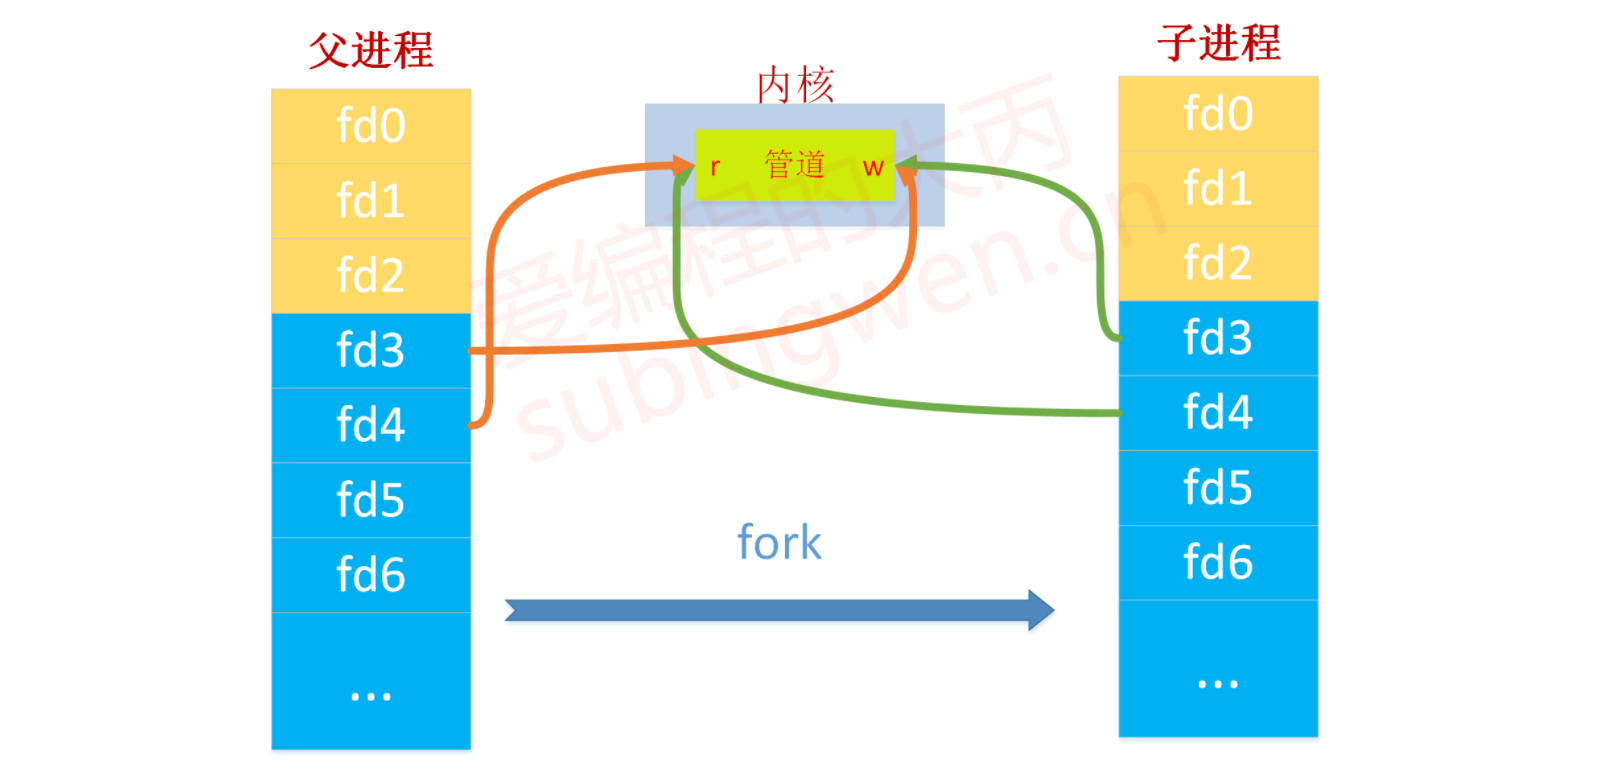 父进程
fd0
fd1
fd2
fd3
fd4
fd5
fd6
...
内核
r 管道 w
fork
子进程
fd0
fd1
fd2
fd3
fd4
fd5
fd6
...
爱编程的大丙
subingwen.cn